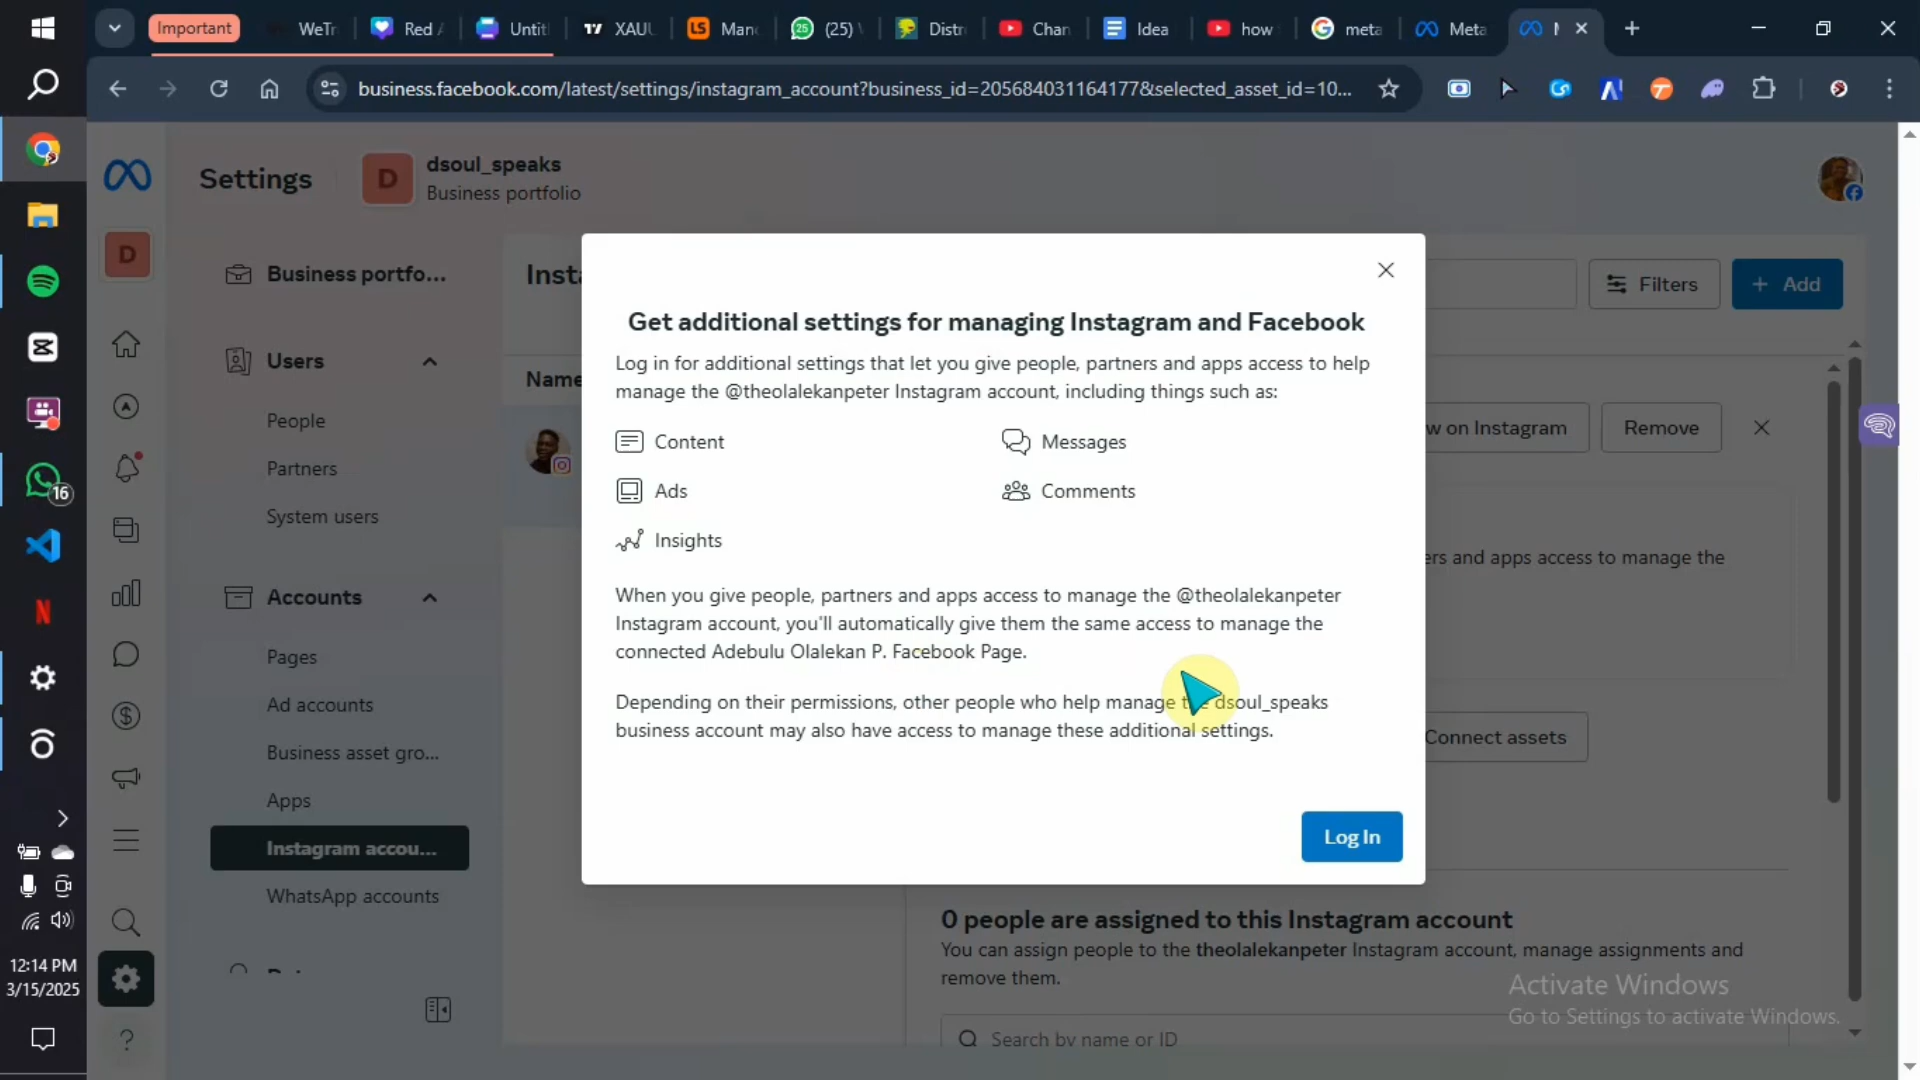 Important
WeTr
Red A
Untit
XAUU
LS
Man
25
(25) \
Distr
Chan
Idea
how
meta
Meta
business.facebook.com/latest/settings/instagram_account?business_id=2056840311641778&selected_asset_id=10...
Settings
D
dsoul_speaks
Business portfolio
D
Business portfo...
Users
People
Partners
System users
Accounts
Pages
Ad accounts
Business asset gro...
Apps
Instagram accou...
WhatsApp accounts
Filters
+ Add
Name
w on Instagram
Remove
ers and apps access to manage the
Connect assets
Get additional settings for managing Instagram and Facebook
Log in for additional settings that let you give people, partners and apps access to help
manage the @theolalekanpeter Instagram account, including things such as:
Content
Messages
Ads
Comments
Insights
When you give people, partners and apps access to manage the @theolalekanpeter
Instagram account, you'll automatically give them the same access to manage the
connected Adebulu Olalekan P. Facebook Page.
Depending on their permissions, other people who help manage the dsoul_speaks
business account may also have access to manage these additional settings.
Log In
0 people are assigned to this Instagram account
You can assign people to the theolalekanpeter Instagram account, manage assignments and
remove them.
Search by name or ID
Activate Windows
Go to Settings to activate Windows.
16
N
12:14 PM
3/15/2025